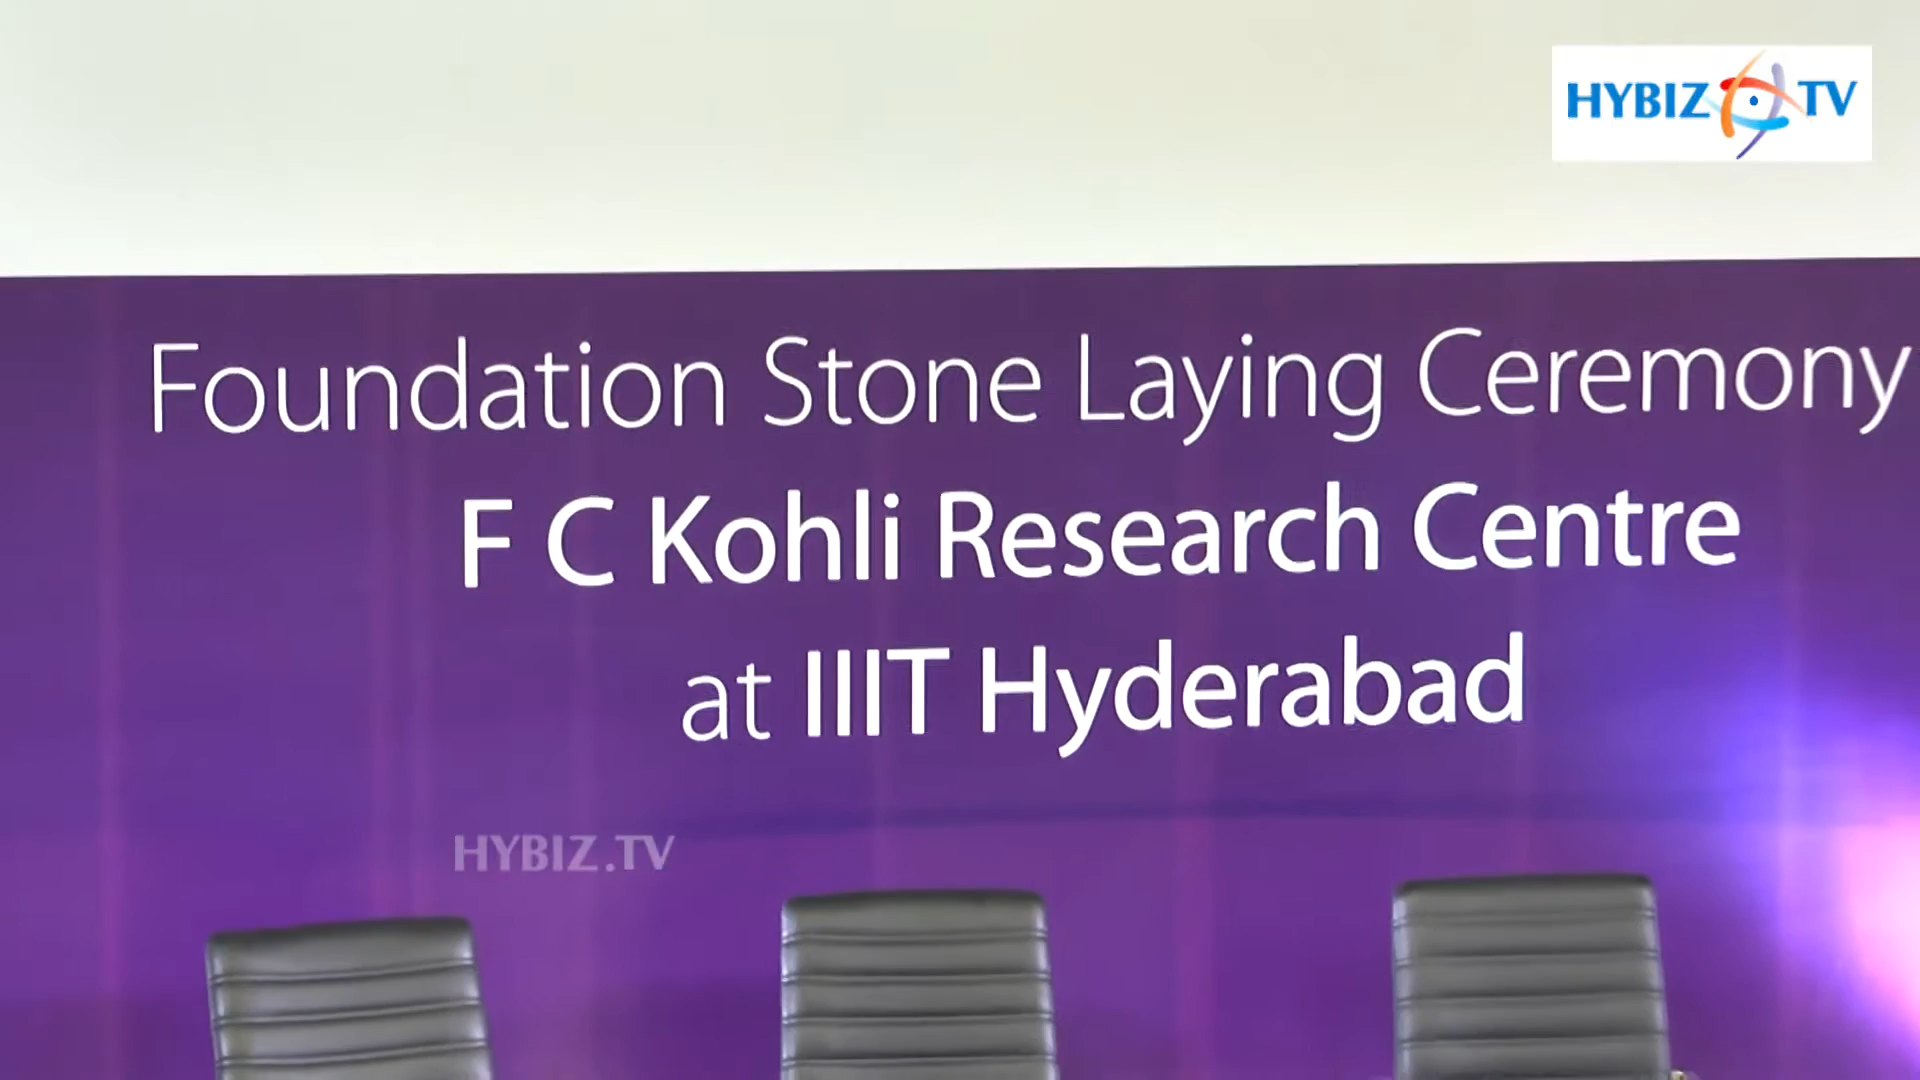 HYBIZ TV
Foundation Stone Laying Ceremony
F C Kohli Research Centre
at IIIT Hyderabad
HYBIZ.TV